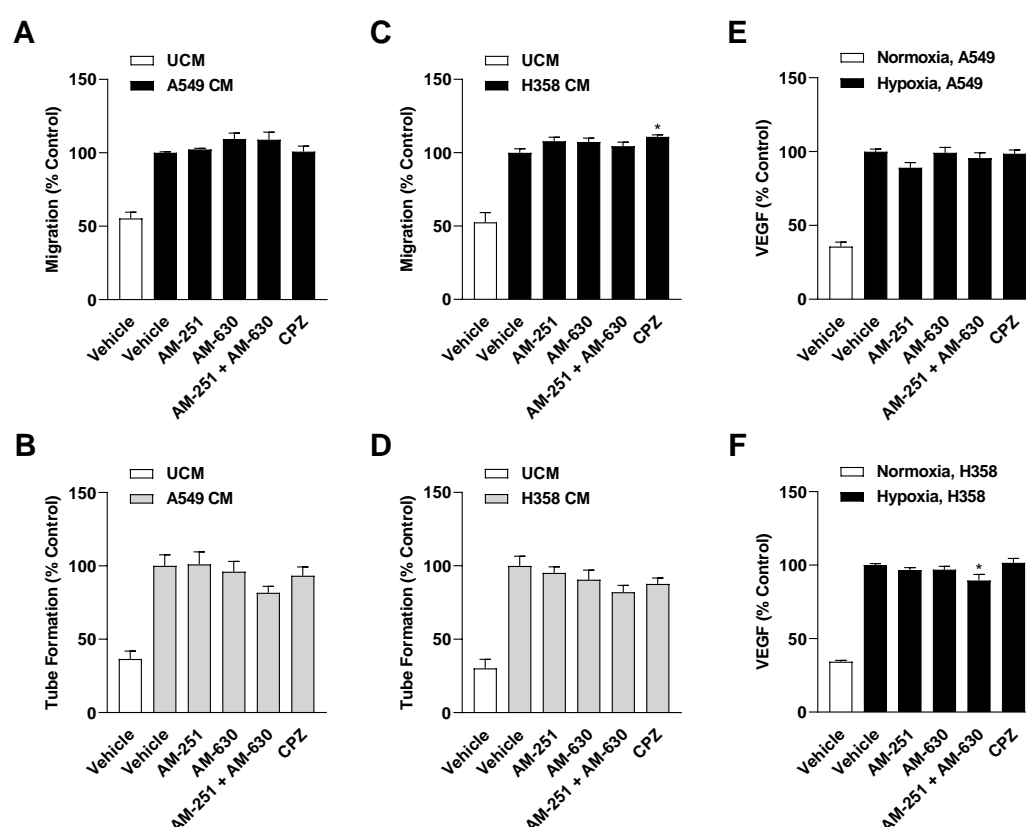 A
UCM
A549 CM
Migration (% Control)
150
100
50
0
Vehicle
Vehicle
AM-251
AM-630
AM-251 + AM-630
CPZ
C
UCM
H358 CM
Migration (% Control)
150
100
50
0
*
Vehicle
Vehicle
AM-251
AM-630
AM-251 + AM-630
CPZ
E
Normoxia, A549
Hypoxia, A549
VEGF (% Control)
150
100
50
0
Vehicle
Vehicle
AM-251
AM-630
AM-251 + AM-630
CPZ
B
UCM
A549 CM
Tube Formation (% Control)
150
100
50
0
Vehicle
Vehicle
AM-251
AM-630
AM-251 + AM-630
CPZ
D
UCM
H358 CM
Tube Formation (% Control)
150
100
50
0
Vehicle
Vehicle
AM-251
AM-630
AM-251 + AM-630
CPZ
F
Normoxia, H358
Hypoxia, H358
VEGF (% Control)
150
100
50
0
*
Vehicle
Vehicle
AM-251
AM-630
AM-251 + AM-630
CPZ